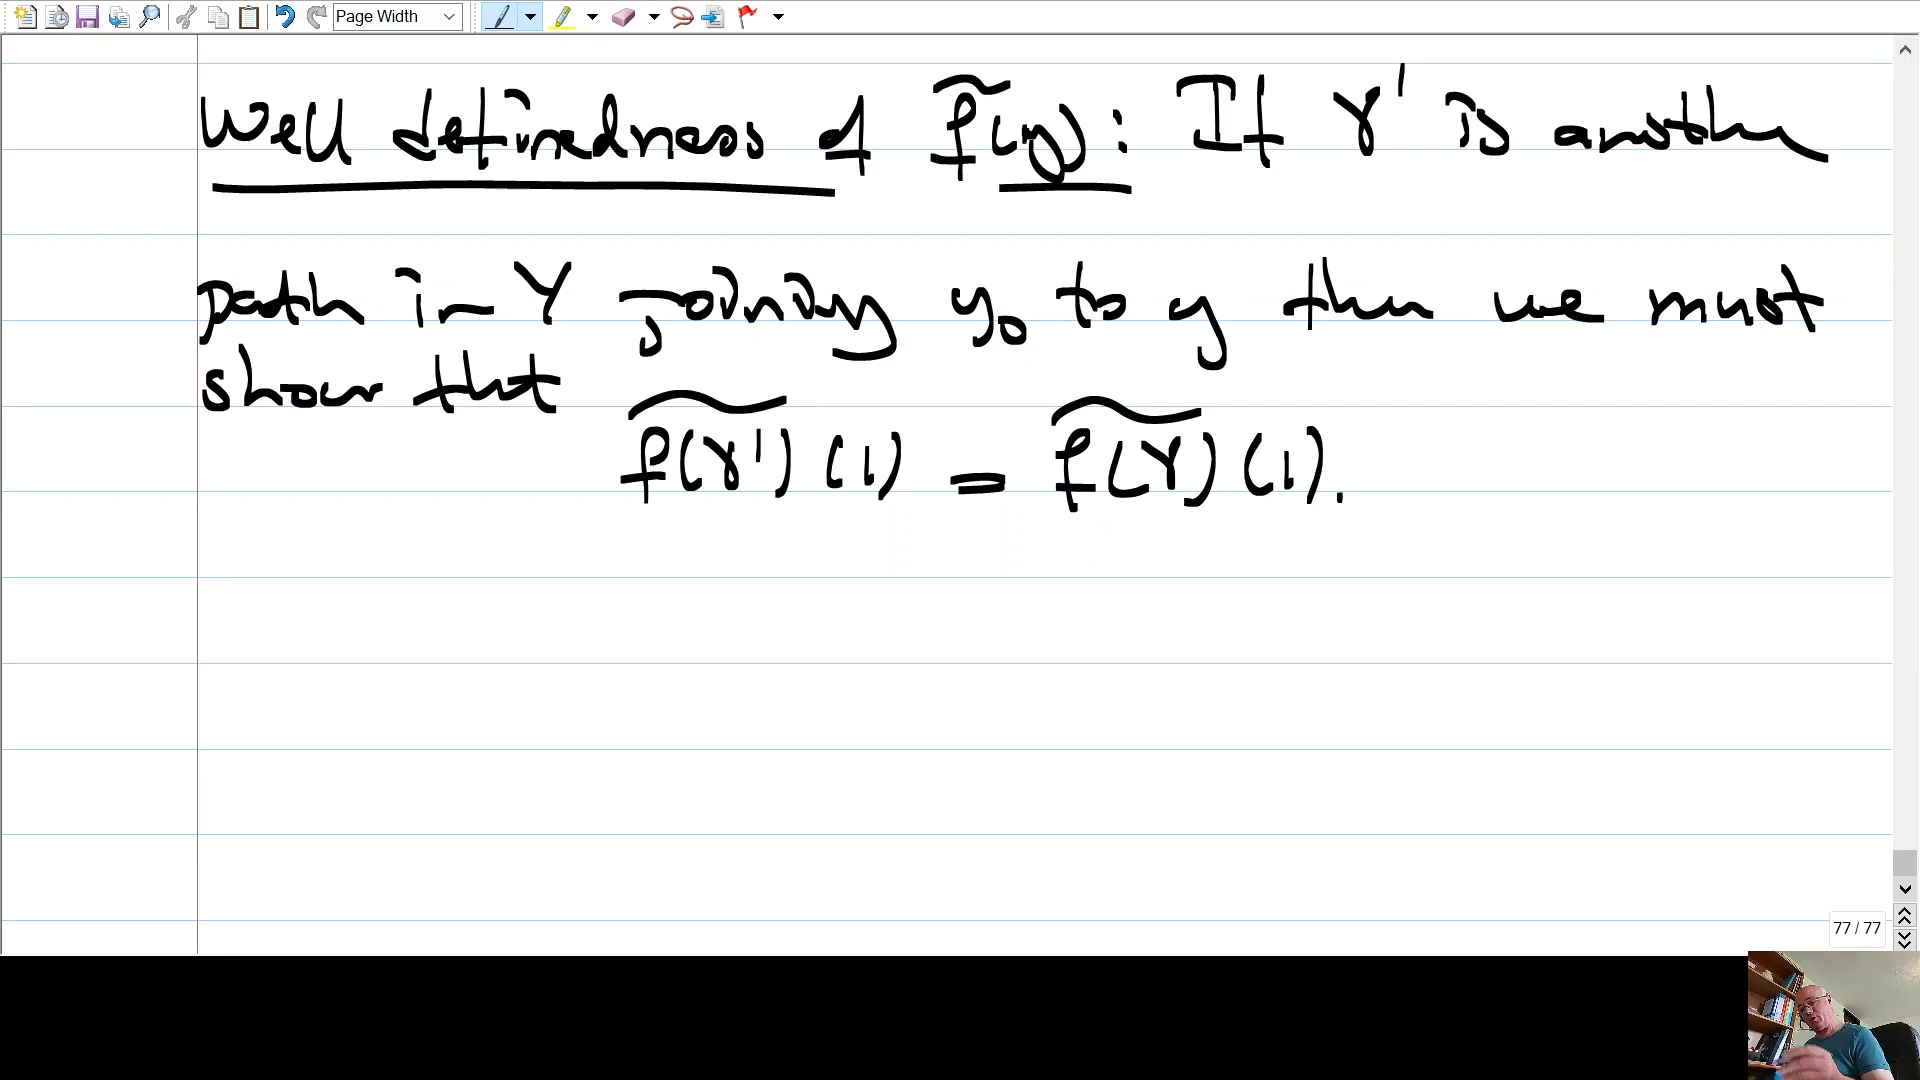 Page Width
Well definedness of f̃(y): If γ' is another
path in Y joining y₀ to y then we must
show that
f̃(γ')(1) = f̃(γ)(1).
77 / 77